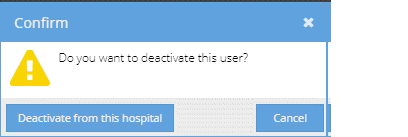 Confirm
Do you want to deactivate this user?
Deactivate from this hospital
Cancel